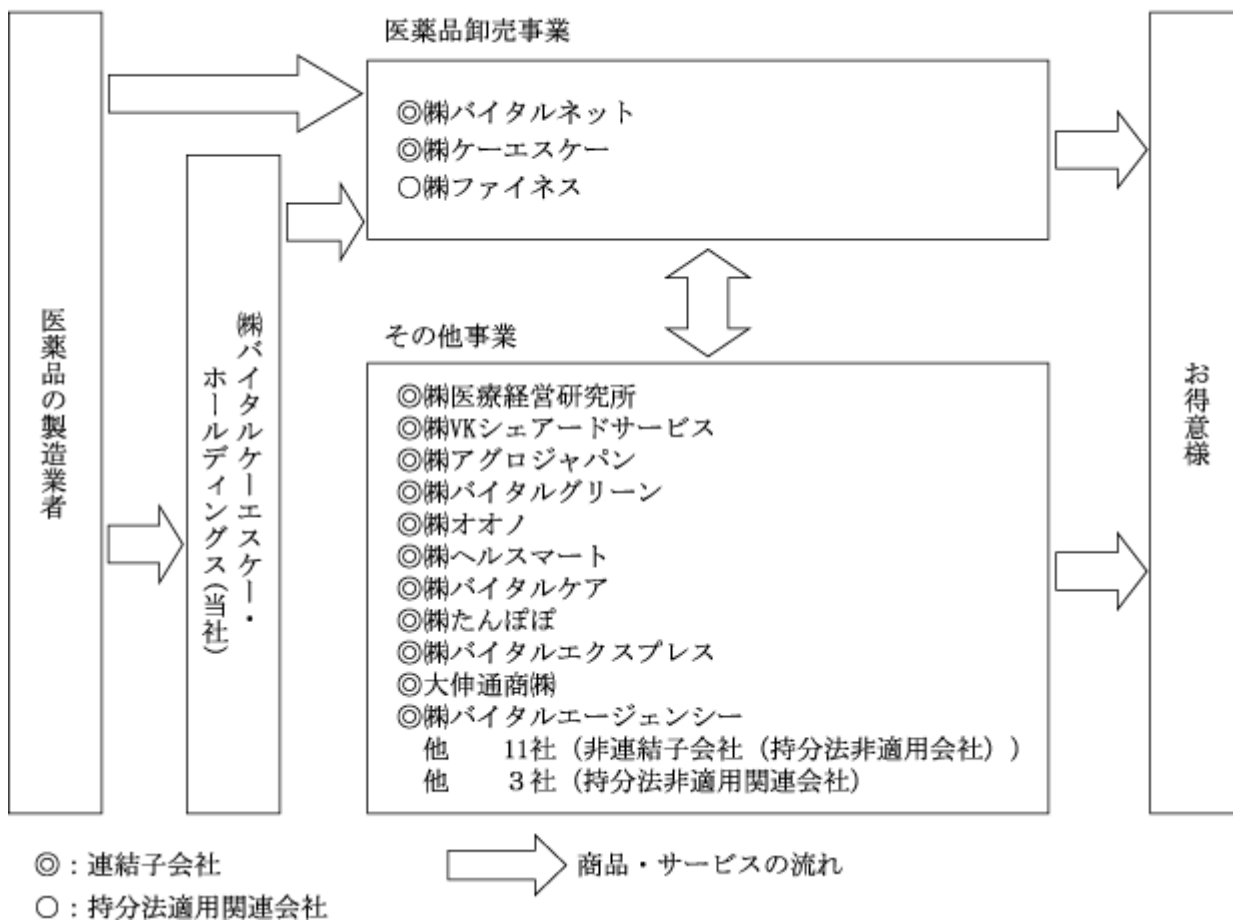 医薬品の製造業者
㈱バイタルケーエスケー・
ホールディングス(当社)
医薬品卸売事業
◎㈱バイタルネット
◎㈱ケーエスケー
○㈱ファイネス
その他事業
◎㈱医療経営研究所
◎㈱VKシェアードサービス
◎㈱アグロジャパン
◎㈱バイタルグリーン
◎㈱オオノ
◎㈱ヘルスマート
◎㈱バイタルケア
◎㈱たんぽぽ
◎㈱バイタルエクスプレス
◎大伸通商㈱
◎㈱バイタルエージェンシー
他 11社(非連結子会社(持分法非適用会社))
他 3社(持分法非適用関連会社)
お得意様
◎:連結子会社
商品・サービスの流れ
○:持分法適用関連会社